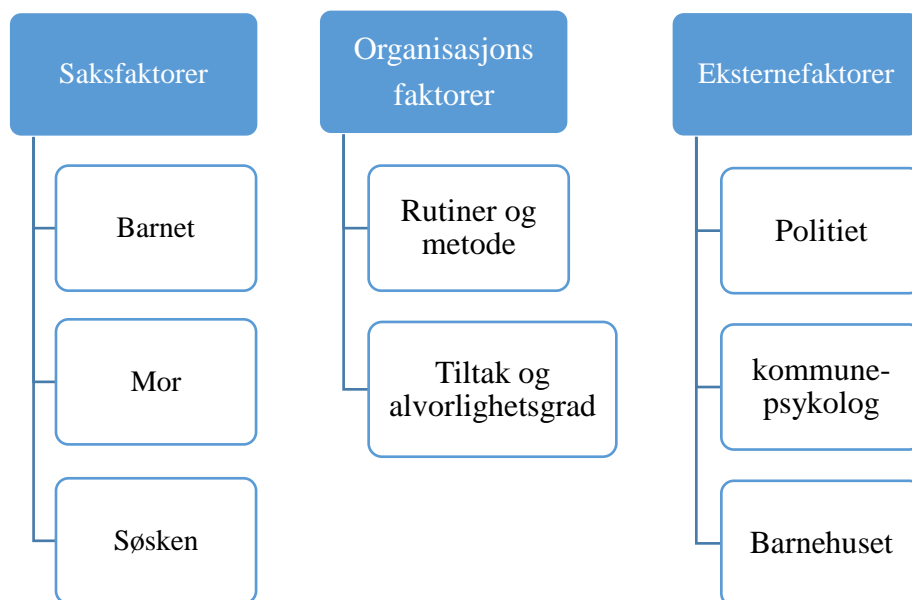 Saksfaktorer
Barnet
Mor
Søsken
Organisasjons
faktorer
Rutiner og
metode
Tiltak og
alvorlighetsgrad
Eksternefaktorer
Politiet
kommune-
psykolog
Barnehuset